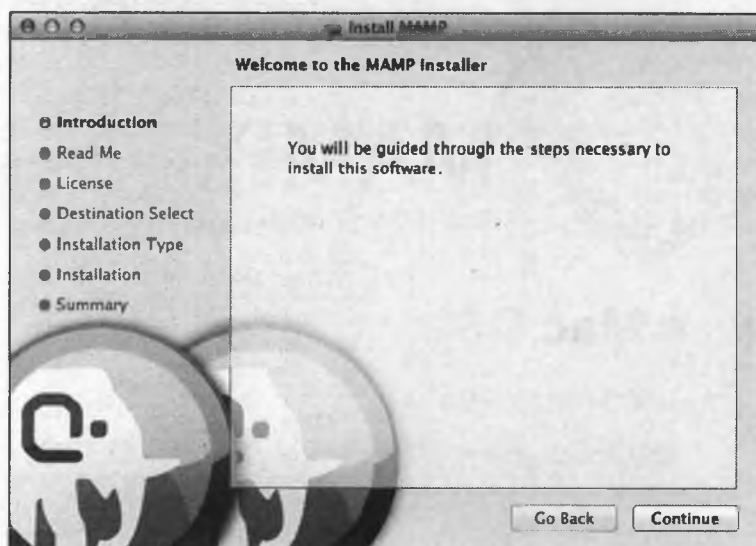 Install MAMP
Welcome to the MAMP Installer
Introduction
Read Me
License
Destination Select
Installation Type
Installation
Summary
You will be guided through the steps necessary to
install this software.
Go Back
Continue